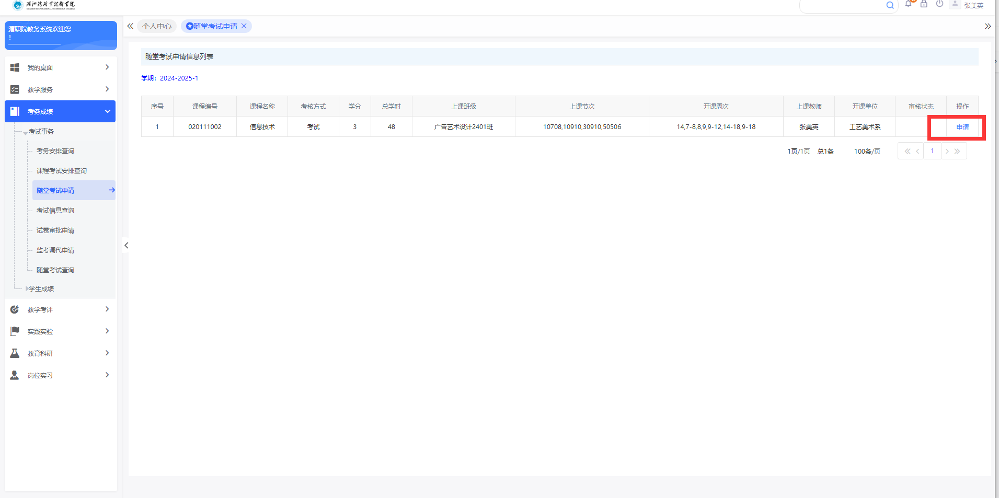 湄洲湾职业技术学院
MEIZHOUWAN VOCATIONAL TECHNOLOGY COLLEGE
张美英
湄职院教务系统欢迎您
！
个人中心
随堂考试申请
我的桌面
教学服务
考务成绩
考试事务
考务安排查询
课程考试安排查询
随堂考试申请
考试信息查询
试卷审批申请
监考调代申请
随堂考试查询
学生成绩
教学考评
实践实验
教育科研
岗位实习
随堂考试申请信息列表
学期：2024-2025-1
序号 课程编号 课程名称 考核方式 学分 总学时 上课班级 上课节次 开课周次 上课教师 开课单位 审核状态 操作
1 020111002 信息技术 考试 3 48 广告艺术设计2401班 10708,10910,30910,50506 14,7-8,8,9,9-12,14-18,9-18 张美英 工艺美术系 申请
1页/1页 总1条 100条/页 1